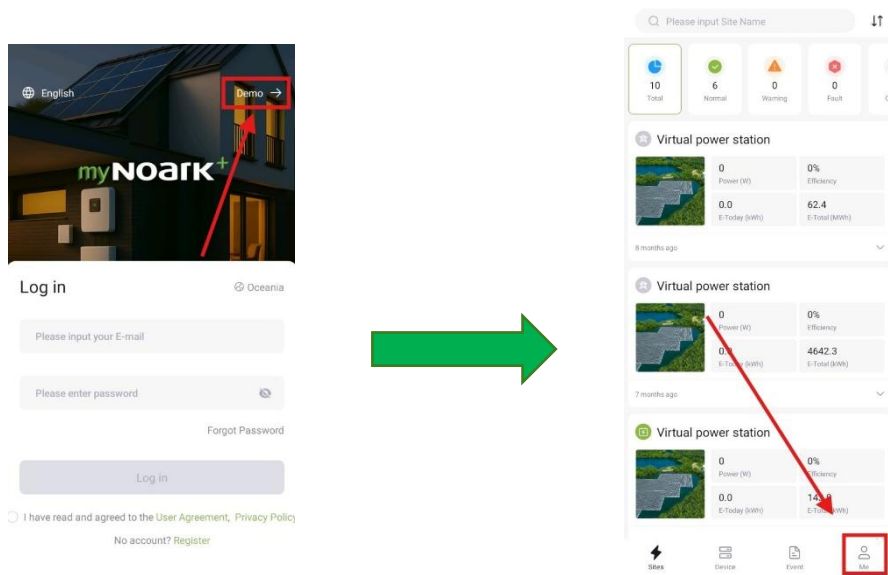 English
Demo →
myNOARK+
Log in
Oceania
Please input your E-mail
Please enter password
Forgot Password
Log in
I have read and agreed to the User Agreement, Privacy Policy
No account? Register
Please input Site Name
10
Total
6
Normal
0
Warning
0
Fault
Virtual power station
0
Power (W)
0%
Efficiency
0.0
E-Today (kWh)
62.4
E-Total (MWh)
8 months ago
Virtual power station
0
Power (W)
0%
Efficiency
0.0
E-Today (kWh)
4642.3
E-Total (kWh)
7 months ago
Virtual power station
0
Power (W)
0%
Efficiency
0.0
E-Today (kWh)
E-Total (kWh)
Sites
Device
Event
Me